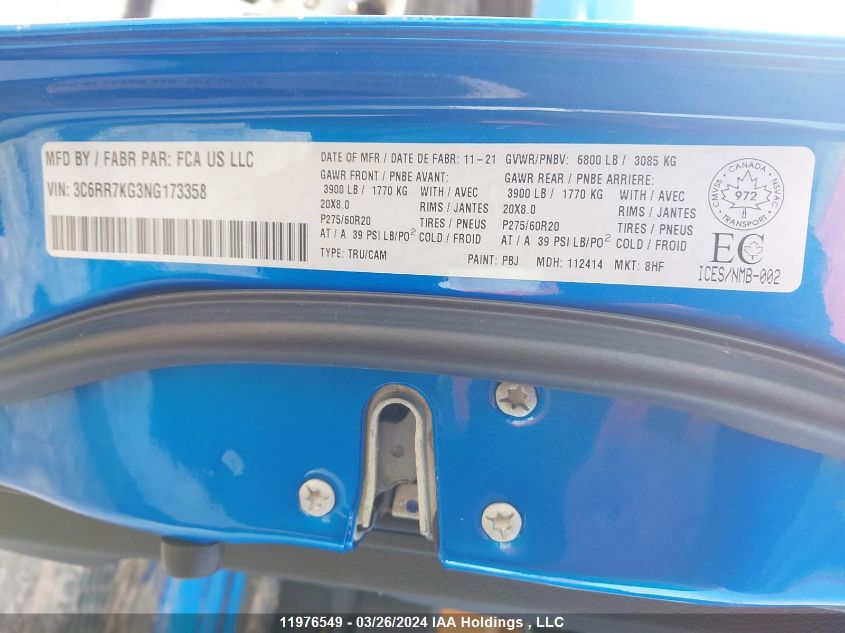 MFD BY / FABR PAR: FCA US LLC
VIN: 3C6RR7KG3NG173358
DATE OF MFR / DATE DE FABR: 11-21 GVWR/PNBV: 6800 LB / 3085 KG
GAWR FRONT / PNBE AVANT:
3900 LB / 1770 KG WITH / AVEC
20X8.0 RIMS / JANTES
P275/60R20 TIRES / PNEUS
AT / A 39 PSI LB/PO² COLD / FROID
GAWR REAR / PNBE ARRIERE:
3900 LB / 1770 KG WITH / AVEC
20X8.0 RIMS / JANTES
P275/60R20 TIRES / PNEUS
AT / A 39 PSI LB/PO² COLD / FROID
TYPE: TRU/CAM PAINT: PBJ MDH: 112414 MKT: 8HF
CANADA
CMVSS
NSVAC
972
TRANSPORT
EC
ICES/NMB-002
11976549 - 03/26/2024 IAA Holdings , LLC